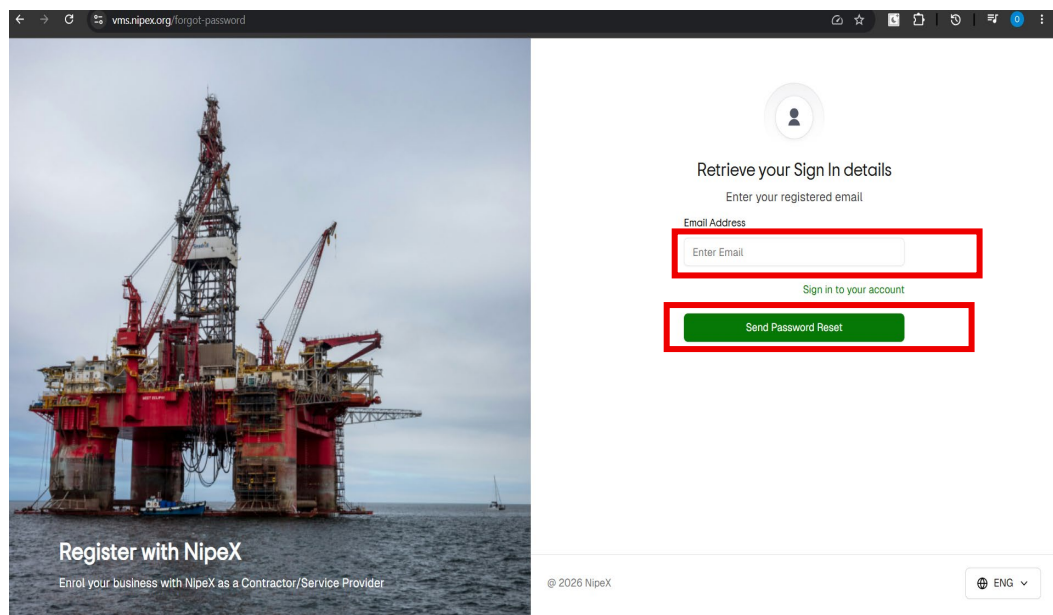 vms.nipex.org/forgot-password
Retrieve your Sign In details
Enter your registered email
Email Address
Enter Email
Sign in to your account
Send Password Reset
Register with NipeX
Enrol your business with NipeX as a Contractor/Service Provider
@ 2026 NipeX
ENG